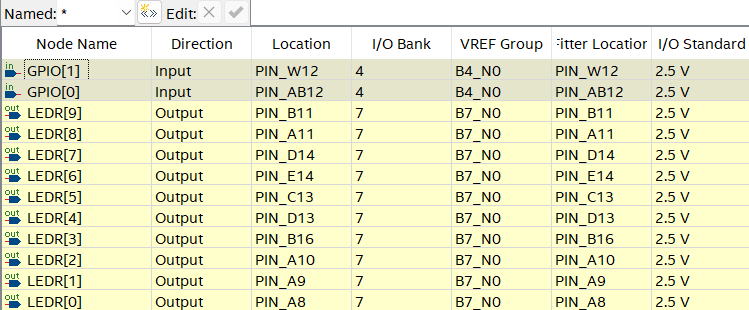 Named: * «» Edit:
Node Name Direction Location I/O Bank VREF Group Fitter Location I/O Standard
in GPIO[1] Input PIN_W12 4 B4_N0 PIN_W12 2.5 V
in GPIO[0] Input PIN_AB12 4 B4_N0 PIN_AB12 2.5 V
out LEDR[9] Output PIN_B11 7 B7_N0 PIN_B11 2.5 V
out LEDR[8] Output PIN_A11 7 B7_N0 PIN_A11 2.5 V
out LEDR[7] Output PIN_D14 7 B7_N0 PIN_D14 2.5 V
out LEDR[6] Output PIN_E14 7 B7_N0 PIN_E14 2.5 V
out LEDR[5] Output PIN_C13 7 B7_N0 PIN_C13 2.5 V
out LEDR[4] Output PIN_D13 7 B7_N0 PIN_D13 2.5 V
out LEDR[3] Output PIN_B16 7 B7_N0 PIN_B16 2.5 V
out LEDR[2] Output PIN_A10 7 B7_N0 PIN_A10 2.5 V
out LEDR[1] Output PIN_A9 7 B7_N0 PIN_A9 2.5 V
out LEDR[0] Output PIN_A8 7 B7_N0 PIN_A8 2.5 V